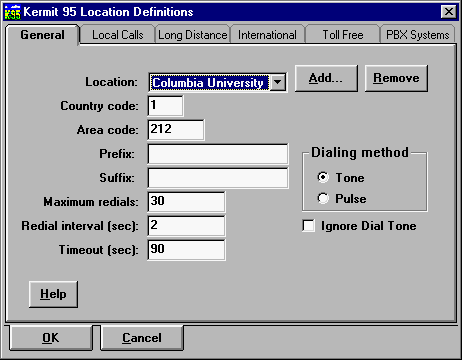 K95 Kermit 95 Location Definitions
General Local Calls Long Distance International Toll Free PBX Systems
Location: Columbia University Add... Remove
Country code: 1
Area code: 212
Prefix:
Suffix:
Dialing method
Tone
Pulse
Maximum redials: 30
Redial interval (sec): 2
Ignore Dial Tone
Timeout (sec): 90
Help
OK Cancel